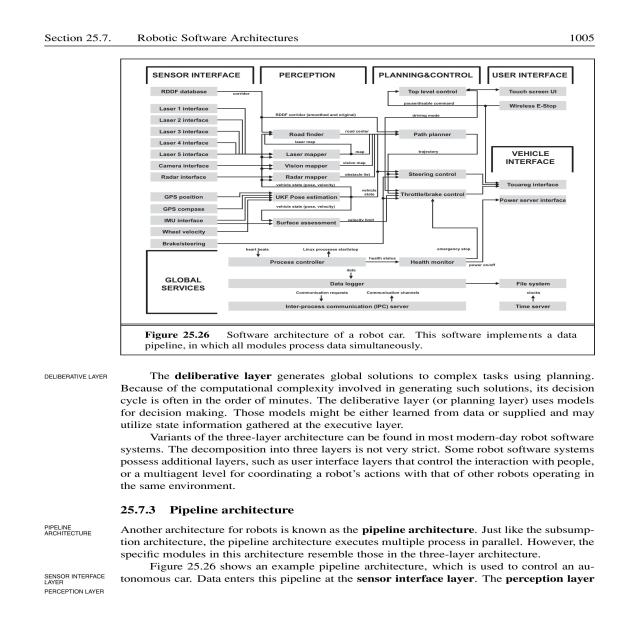 Section 25.7. Robotic Software Architectures 1005
SENSOR INTERFACE PERCEPTION PLANNING&CONTROL USER INTERFACE
RDDF database
corridor
Top level control
Touch screen UI
pause/disable command
Wireless E-Stop
Laser 1 interface
RDDF corridor (smoothed and original)
driving mode
Laser 2 interface
Laser 3 interface
Road finder
road center
Path planner
Laser 4 interface
laser map
Laser 5 interface
Laser mapper
map
trajectory
VEHICLE
INTERFACE
Camera interface
Vision mapper
vision map
Radar interface
Radar mapper
obstacle list
Steering control
vehicle state (pose, velocity)
vehicle
state
Touareg interface
GPS position
UKF Pose estimation
Throttle/brake control
Power server interface
GPS compass
vehicle state (pose, velocity)
IMU interface
Surface assessment
velocity limit
Wheel velocity
Brake/steering
heart beats
Linux processes start/stop
emergency stop
Process controller
health status
Health monitor
power on/off
data
GLOBAL
SERVICES
Data logger
File system
Communication requests
Communication channels
clocks
Inter-process communication (IPC) server
Time server
Figure 25.26 Software architecture of a robot car. This software implements a data
pipeline, in which all modules process data simultaneously.
DELIBERATIVE LAYER
The deliberative layer generates global solutions to complex tasks using planning.
Because of the computational complexity involved in generating such solutions, its decision
cycle is often in the order of minutes. The deliberative layer (or planning layer) uses models
for decision making. Those models might be either learned from data or supplied and may
utilize state information gathered at the executive layer.
Variants of the three-layer architecture can be found in most modern-day robot software
systems. The decomposition into three layers is not very strict. Some robot software systems
possess additional layers, such as user interface layers that control the interaction with people,
or a multiagent level for coordinating a robot's actions with that of other robots operating in
the same environment.
25.7.3 Pipeline architecture
PIPELINE
ARCHITECTURE
Another architecture for robots is known as the pipeline architecture. Just like the subsump-
tion architecture, the pipeline architecture executes multiple process in parallel. However, the
specific modules in this architecture resemble those in the three-layer architecture.
Figure 25.26 shows an example pipeline architecture, which is used to control an au-
SENSOR INTERFACE
LAYER
tonomous car. Data enters this pipeline at the sensor interface layer. The perception layer
PERCEPTION LAYER